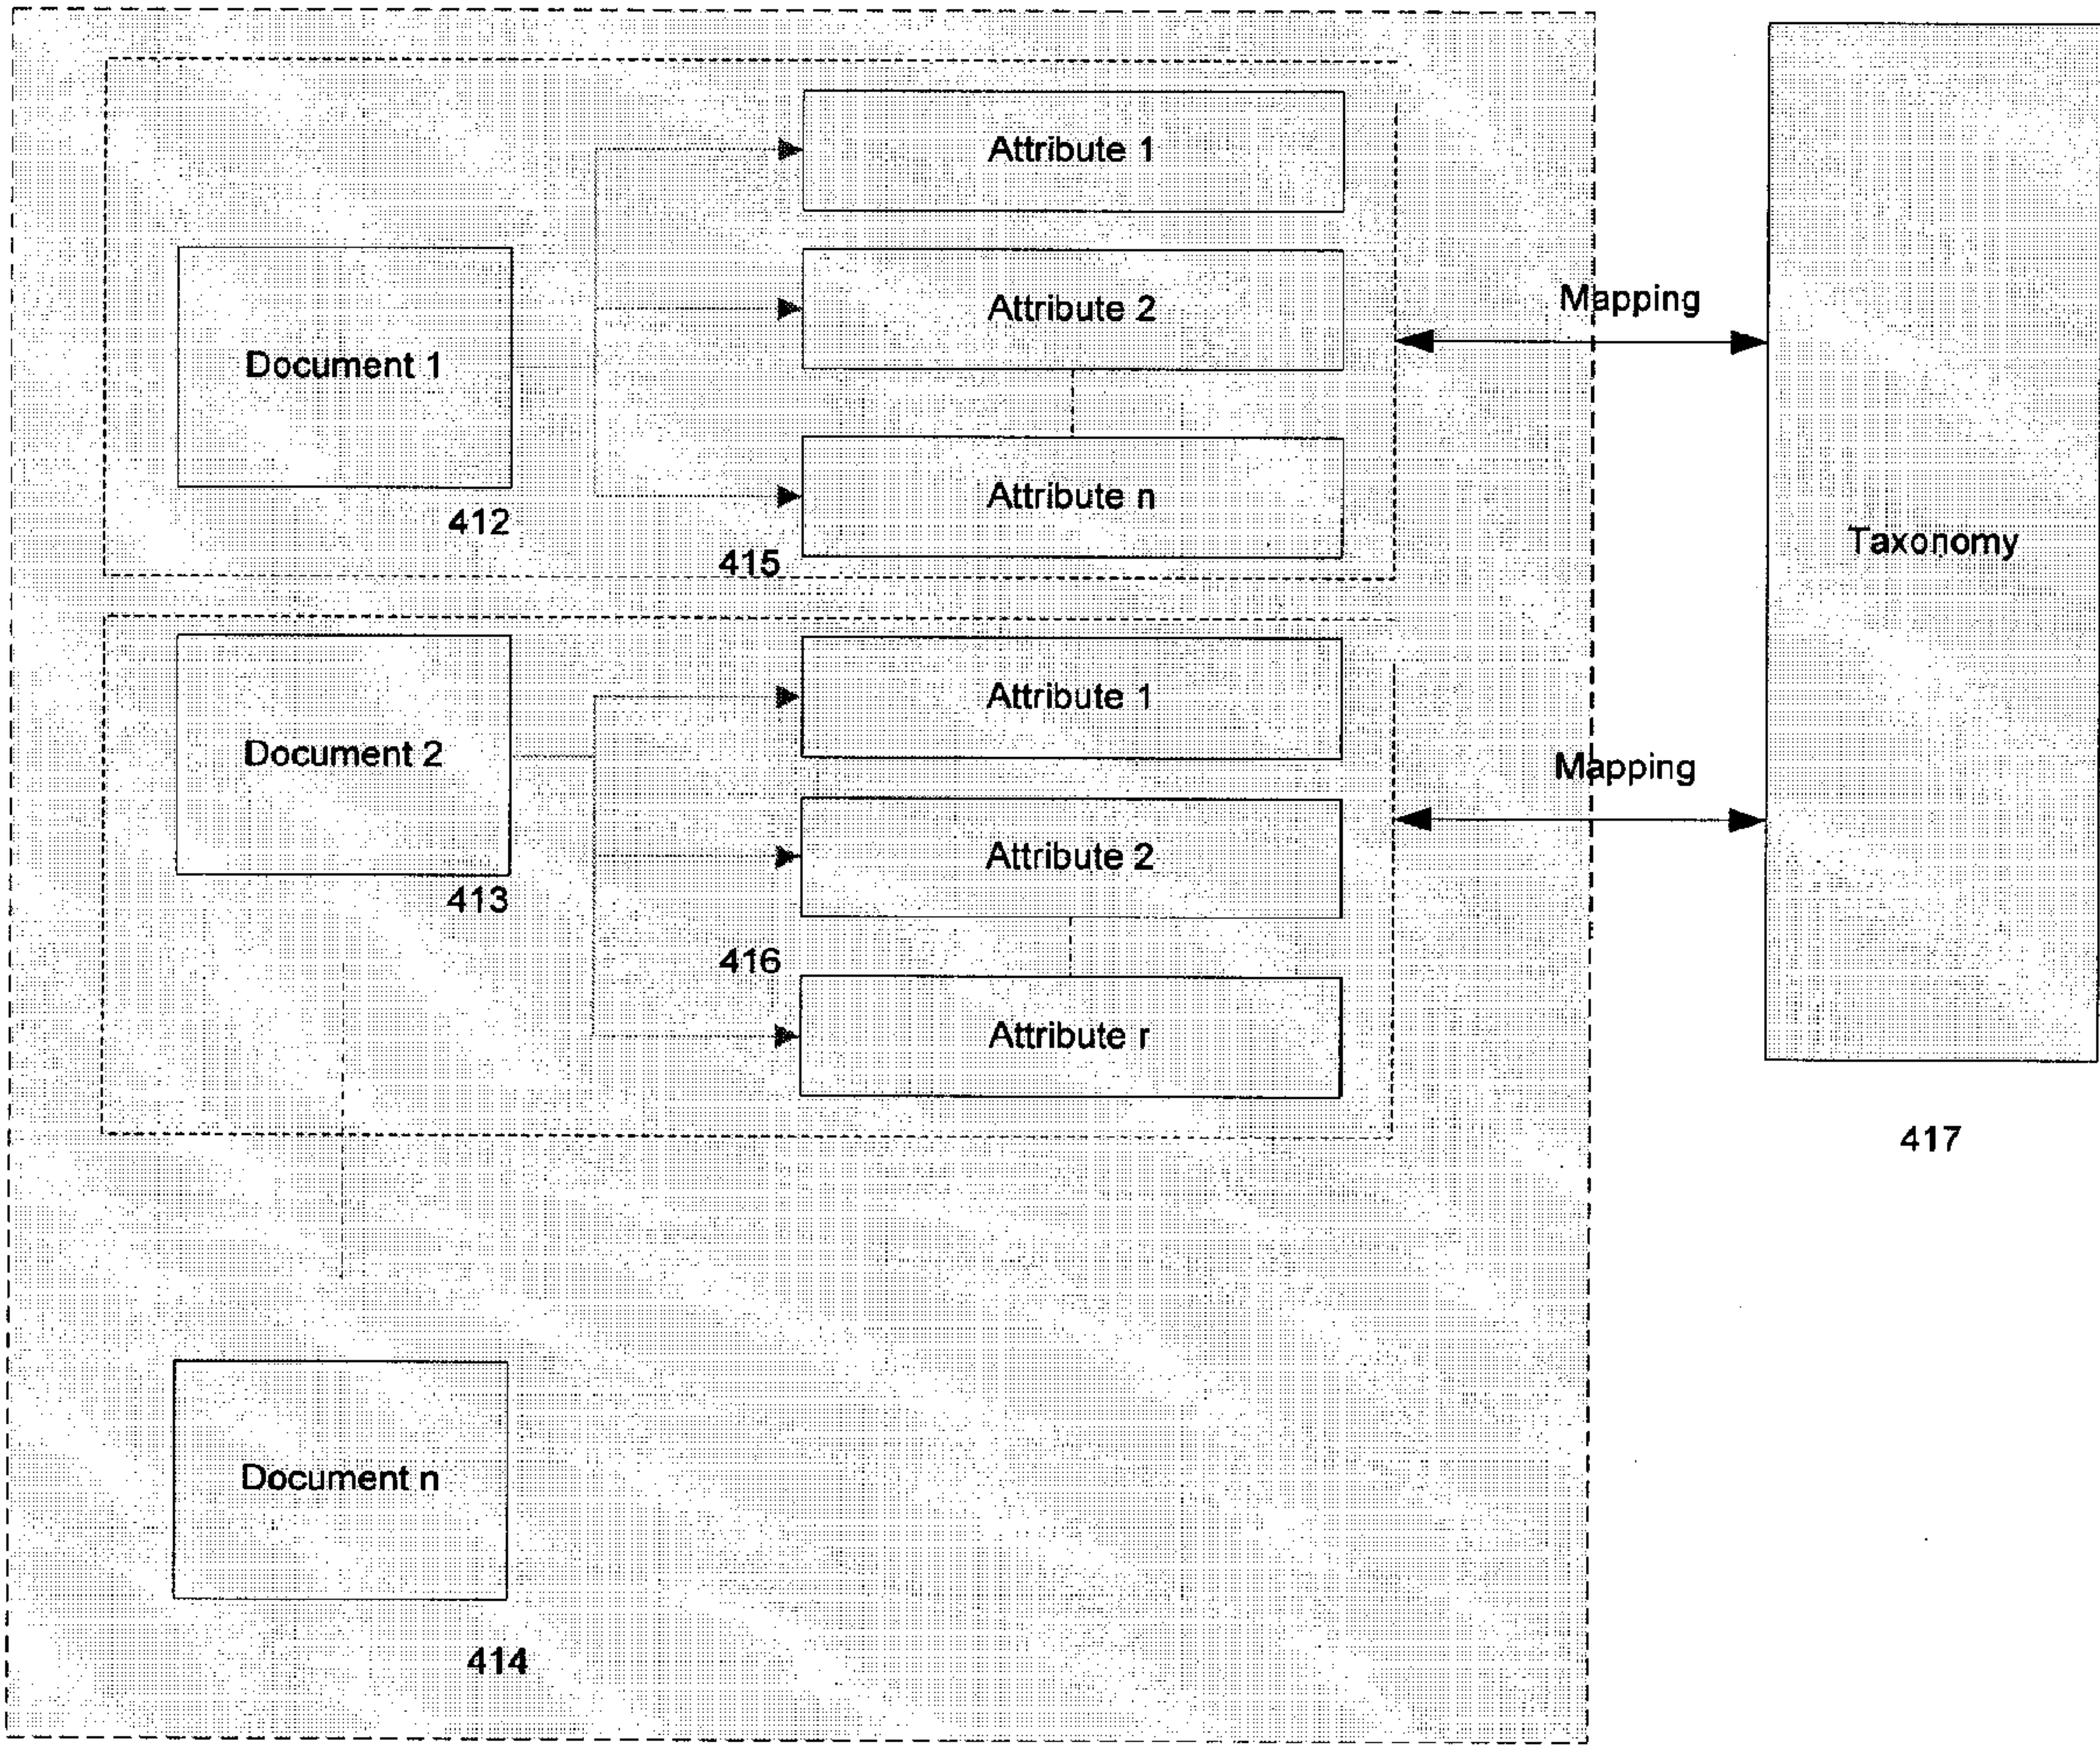 Attribute 1
Attribute 2
Mapping
Document 1
Attribute n
412
415
Taxonomy
Attribute 1
Document 2
Mapping
Attribute 2
413
416
Attribute r
417
Document n
414